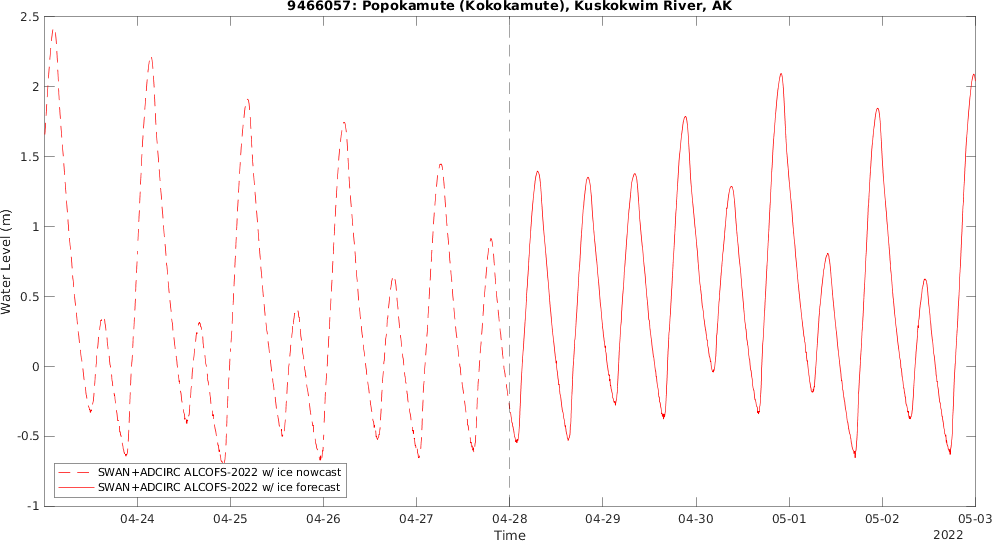 9466057: Popokamute (Kokokamute), Kuskokwim River, AK
2.5
2
1.5
1
0.5
0
-0.5
-1
Water Level (m)
SWAN+ADCIRC ALCOFS-2022 w/ ice nowcast
SWAN+ADCIRC ALCOFS-2022 w/ ice forecast
04-24 04-25 04-26 04-27 04-28 04-29 04-30 05-01 05-02 05-03
Time
2022